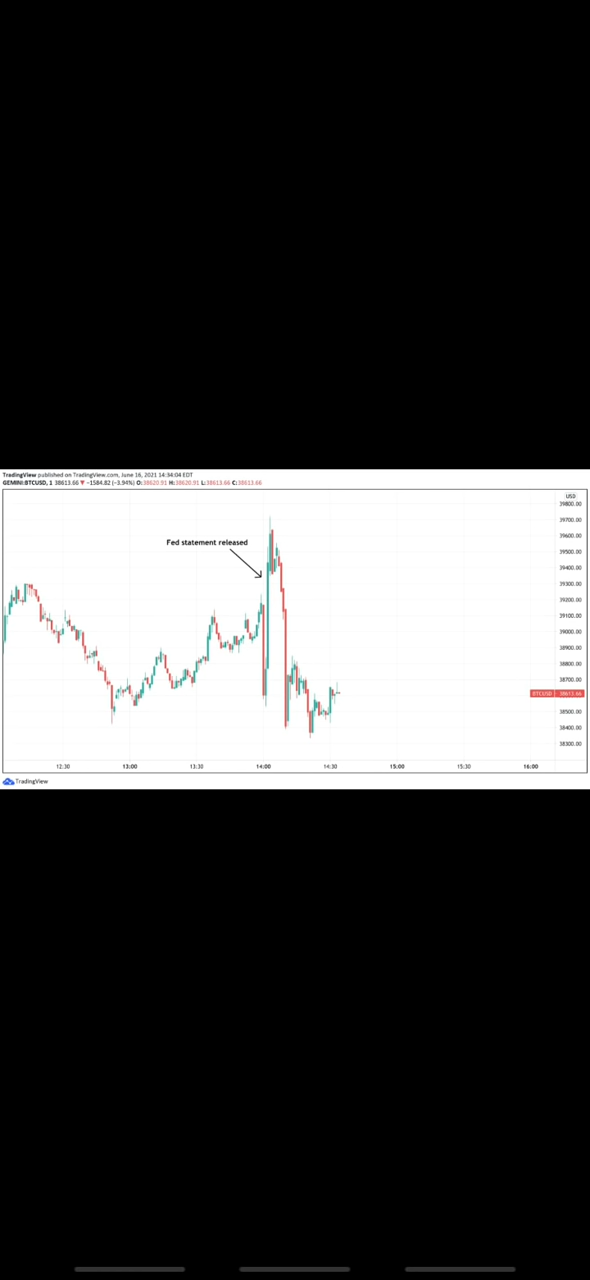 TradingView published on TradingView.com, June 16, 2021 14:34:04 EDT
GEMINI:BTCUSD, 1 38613.66 ▼ −1584.82 (−3.94%) O:38620.91 H:38620.91 L:38613.66 C:38613.66
USD
39800.00
39700.00
Fed statement released
39600.00
39500.00
39400.00
39300.00
39200.00
39100.00
39000.00
38900.00
38800.00
38700.00
BTCUSD 38613.66
38500.00
38400.00
38300.00
12:30 13:00 13:30 14:00 14:30 15:00 15:30 16:00
TradingView